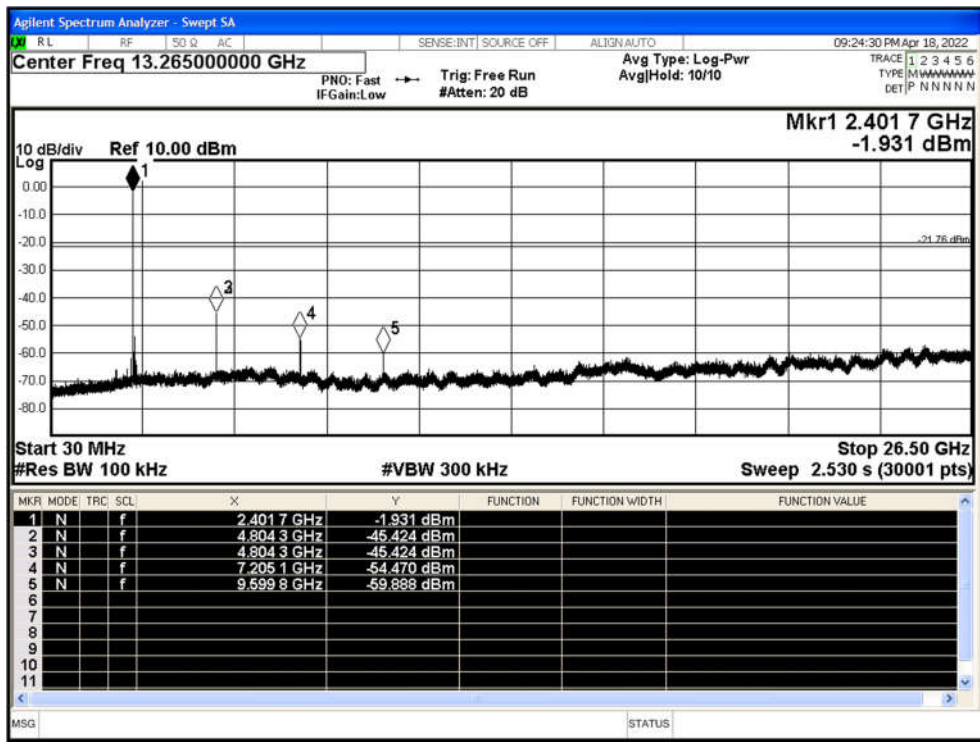 Agilent Spectrum Analyzer - Swept SA
LXI RL RF 50 Ω AC SENSE:INT SOURCE OFF ALIGN AUTO 09:24:30 PM Apr 18, 2022
Center Freq 13.265000000 GHz Avg Type: Log-Pwr TRACE 1 2 3 4 5 6
PNO: Fast Trig: Free Run Avg|Hold: 10/10 TYPE M
IFGain:Low #Atten: 20 dB DET P N N N N N
Mkr1 2.401 7 GHz
10 dB/div Ref 10.00 dBm -1.931 dBm
Log
1
0.00
-10.0
-20.0 -21.76 dBm
-30.0
-40.0 3
-50.0 4
5
-60.0
-70.0
-80.0
Start 30 MHz Stop 26.50 GHz
#Res BW 100 kHz #VBW 300 kHz Sweep 2.530 s (30001 pts)
MKR MODE TRC SCL X Y FUNCTION FUNCTION WIDTH FUNCTION VALUE
1 N f 2.401 7 GHz -1.931 dBm
2 N f 4.804 3 GHz -45.424 dBm
3 N f 4.804 3 GHz -45.424 dBm
4 N f 7.205 1 GHz -54.470 dBm
5 N f 9.599 8 GHz -59.888 dBm
6
7
8
9
10
11
MSG STATUS